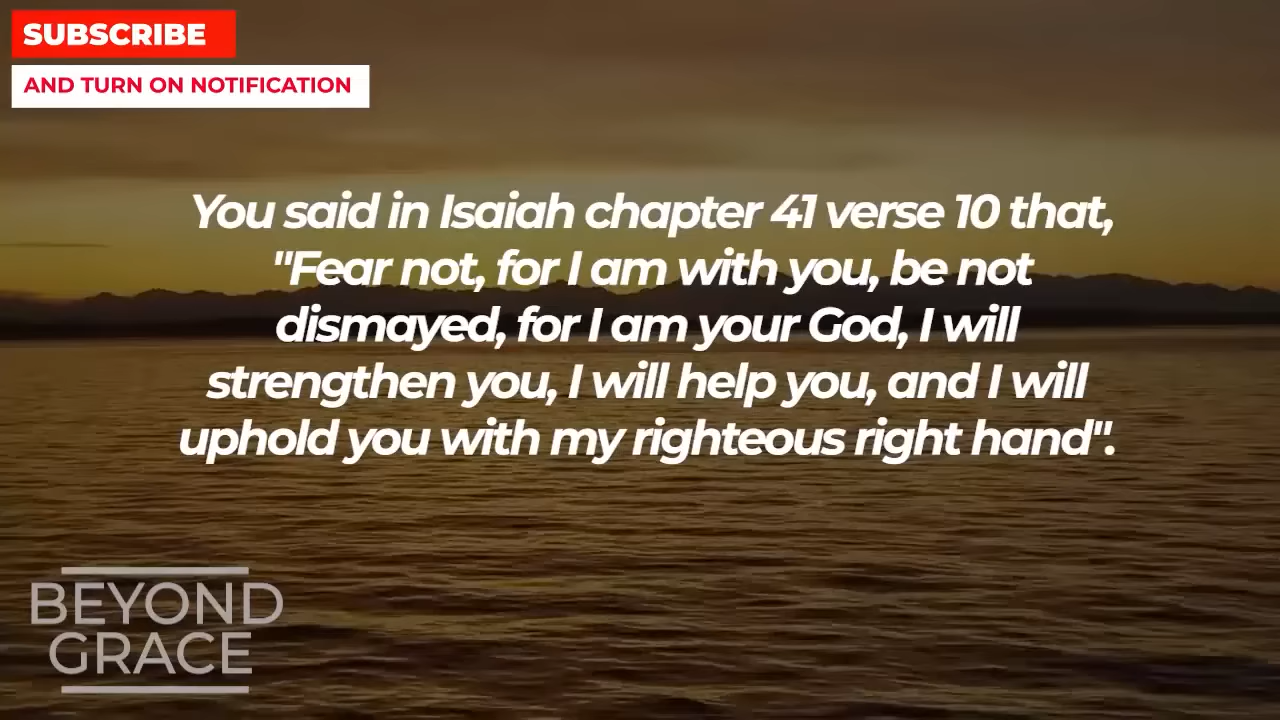 SUBSCRIBE
AND TURN ON NOTIFICATION
You said in Isaiah chapter 41 verse 10 that,
"Fear not, for I am with you, be not
dismayed, for I am your God, I will
strengthen you, I will help you, and I will
uphold you with my righteous right hand".
BEYOND
GRACE